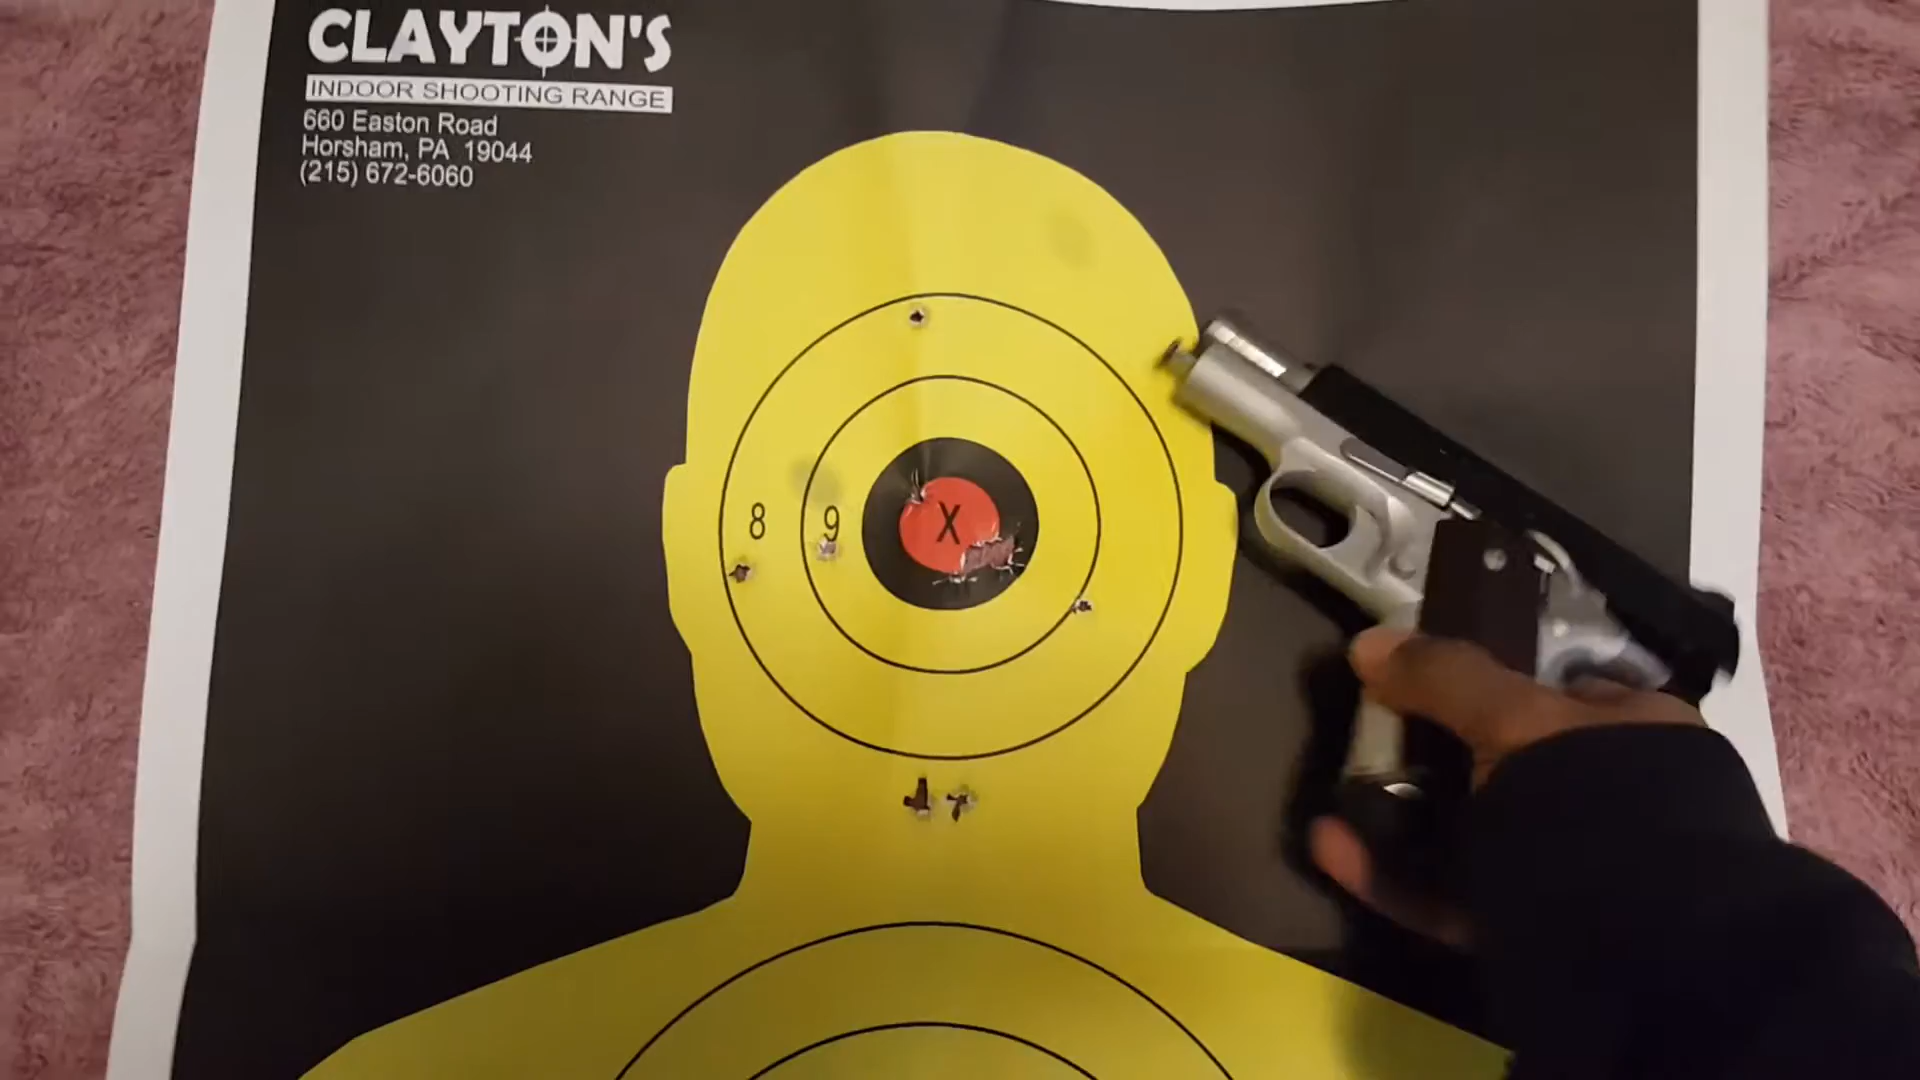 CLAYTON'S
INDOOR SHOOTING RANGE
660 Easton Road
Horsham, PA 19044
(215) 672-6060
8 9 X